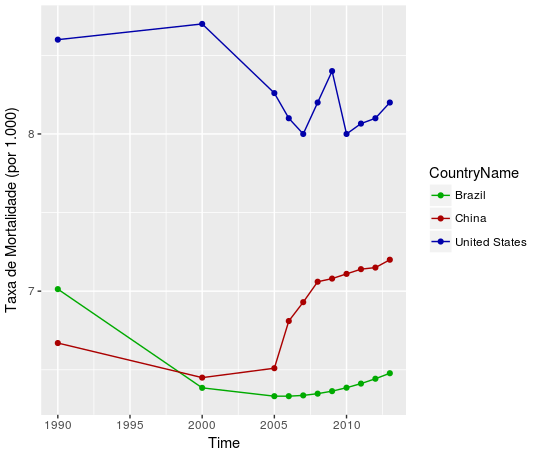 Taxa de Mortalidade (por 1.000)
8
7
1990 1995 2000 2005 2010
Time
CountryName
Brazil
China
United States